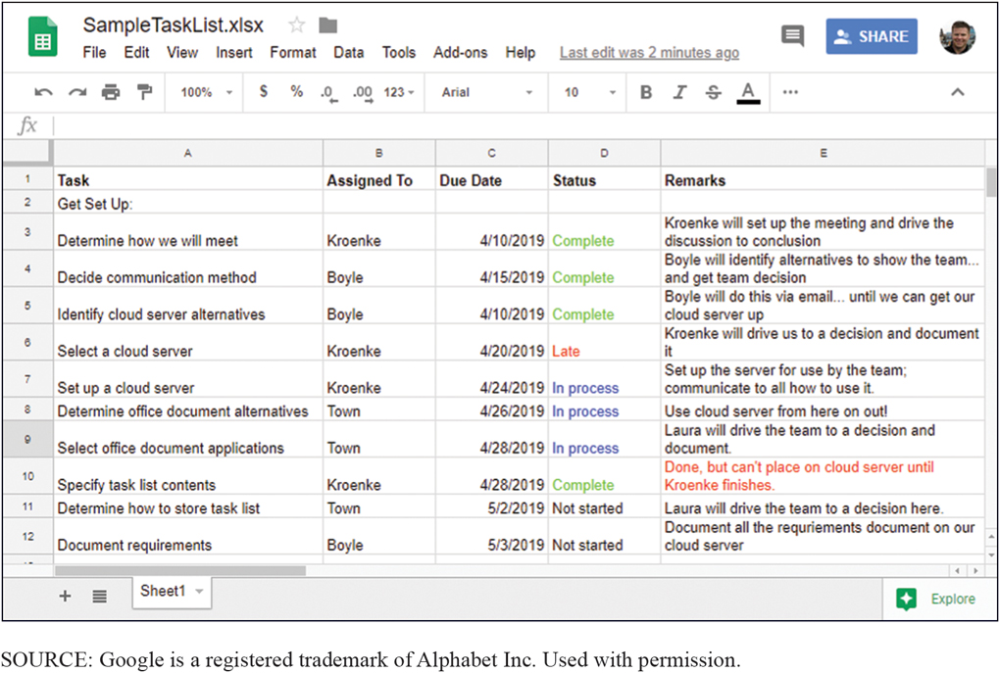 SampleTaskList.xlsx
File Edit View Insert Format Data Tools Add-ons Help Last edit was 2 minutes ago
SHARE
100% $ % .0 .00 123 Arial 10 B I S A ...
fx
A B C D E
1 Task Assigned To Due Date Status Remarks
2 Get Set Up:
3 Determine how we will meet Kroenke 4/10/2019 Complete Kroenke will set up the meeting and drive the
discussion to conclusion
4 Decide communication method Boyle 4/15/2019 Complete Boyle will identify alternatives to show the team...
and get team decision
5 Identify cloud server alternatives Boyle 4/10/2019 Complete Boyle will do this via email... until we can get our
cloud server up
6 Select a cloud server Kroenke 4/20/2019 Late Kroenke will drive us to a decision and document
it
7 Set up a cloud server Kroenke 4/24/2019 In process Set up the server for use by the team;
communicate to all how to use it.
8 Determine office document alternatives Town 4/26/2019 In process Use cloud server from here on out!
9 Select office document applications Town 4/28/2019 In process Laura will drive the team to a decision and
document.
10 Specify task list contents Kroenke 4/28/2019 Complete Done, but can't place on cloud server until
Kroenke finishes.
11 Determine how to store task list Town 5/2/2019 Not started Laura will drive the team to a decision here.
12 Document requirements Boyle 5/3/2019 Not started Document all the requriements document on our
cloud server
+ Sheet1 Explore
SOURCE: Google is a registered trademark of Alphabet Inc. Used with permission.